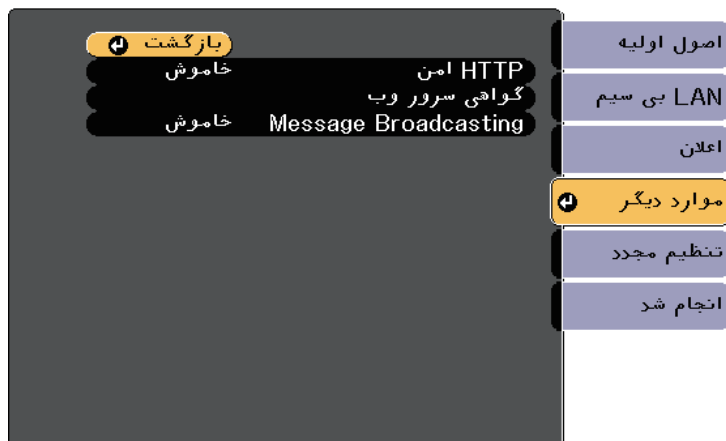 اصول اولیه
LAN بی سیم
اعلان
موارد دیگر
تنظیم مجدد
انجام شد
بازگشت
HTTP امن خاموش
گواهی سرور وب
Message Broadcasting خاموش